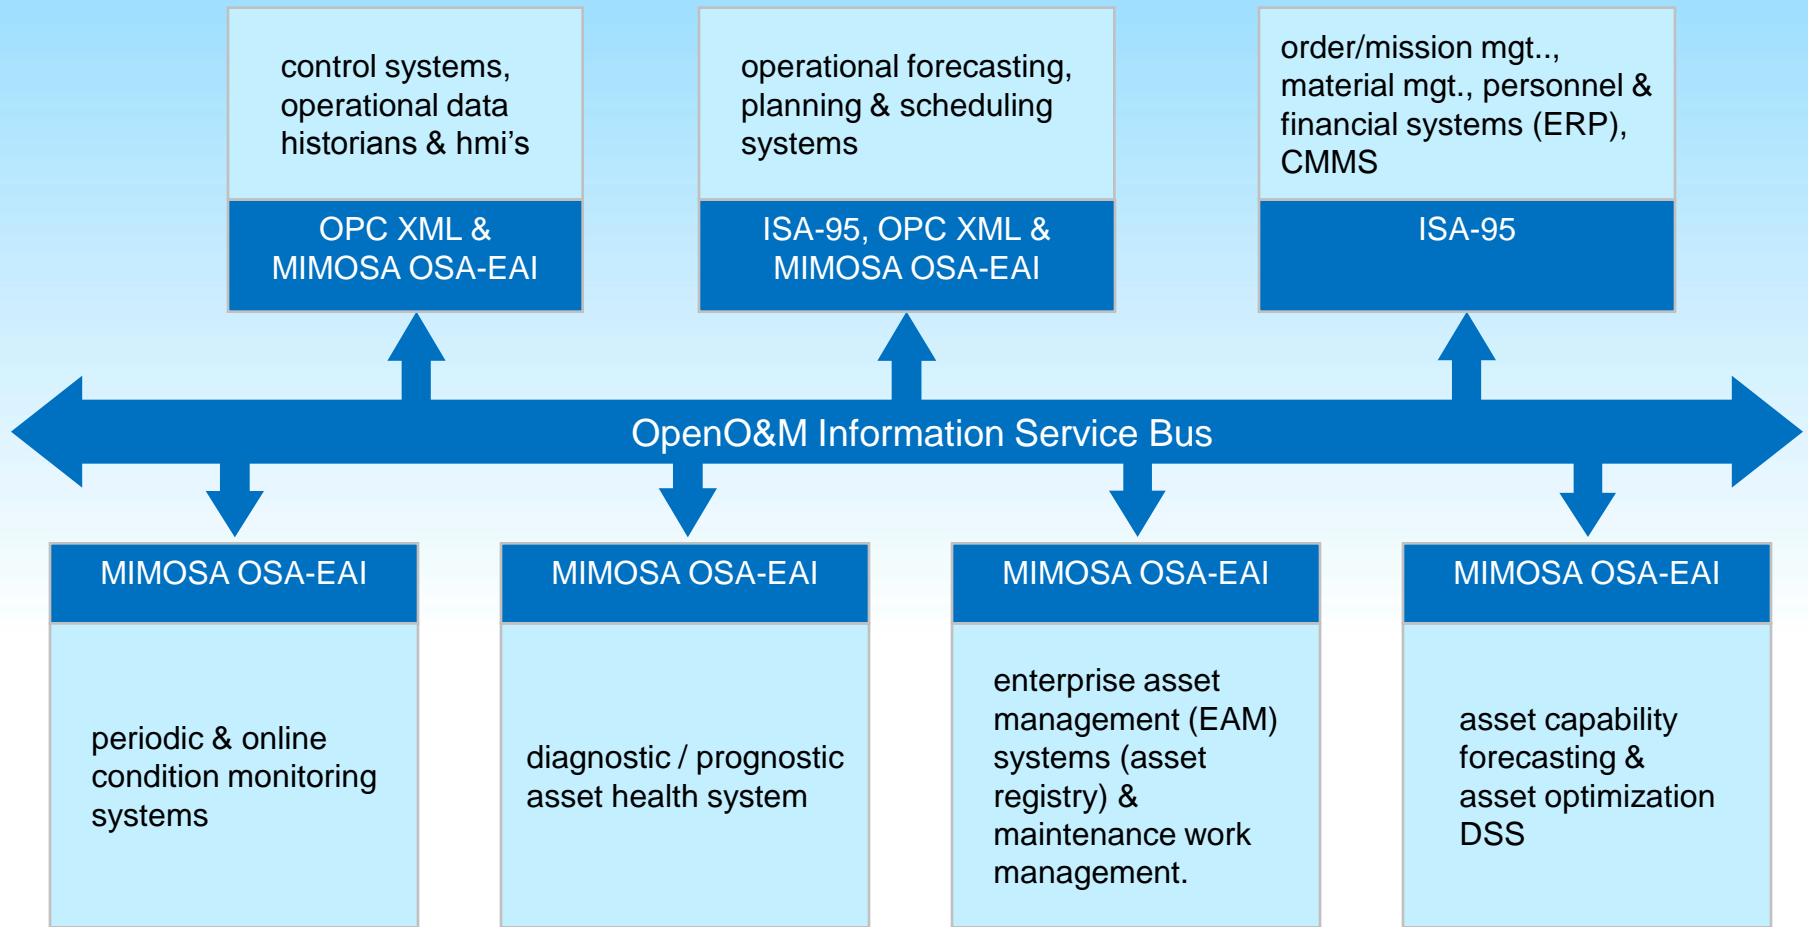 control systems,
operational data
historians & hmi’s
OPC XML &
MIMOSA OSA-EAI
operational forecasting,
planning & scheduling
systems
ISA-95, OPC XML &
MIMOSA OSA-EAI
order/mission mgt..,
material mgt., personnel &
financial systems (ERP),
CMMS
ISA-95
OpenO&M Information Service Bus
MIMOSA OSA-EAI
periodic & online
condition monitoring
systems
MIMOSA OSA-EAI
diagnostic / prognostic
asset health system
MIMOSA OSA-EAI
enterprise asset
management (EAM)
systems (asset
registry) &
maintenance work
management.
MIMOSA OSA-EAI
asset capability
forecasting &
asset optimization
DSS